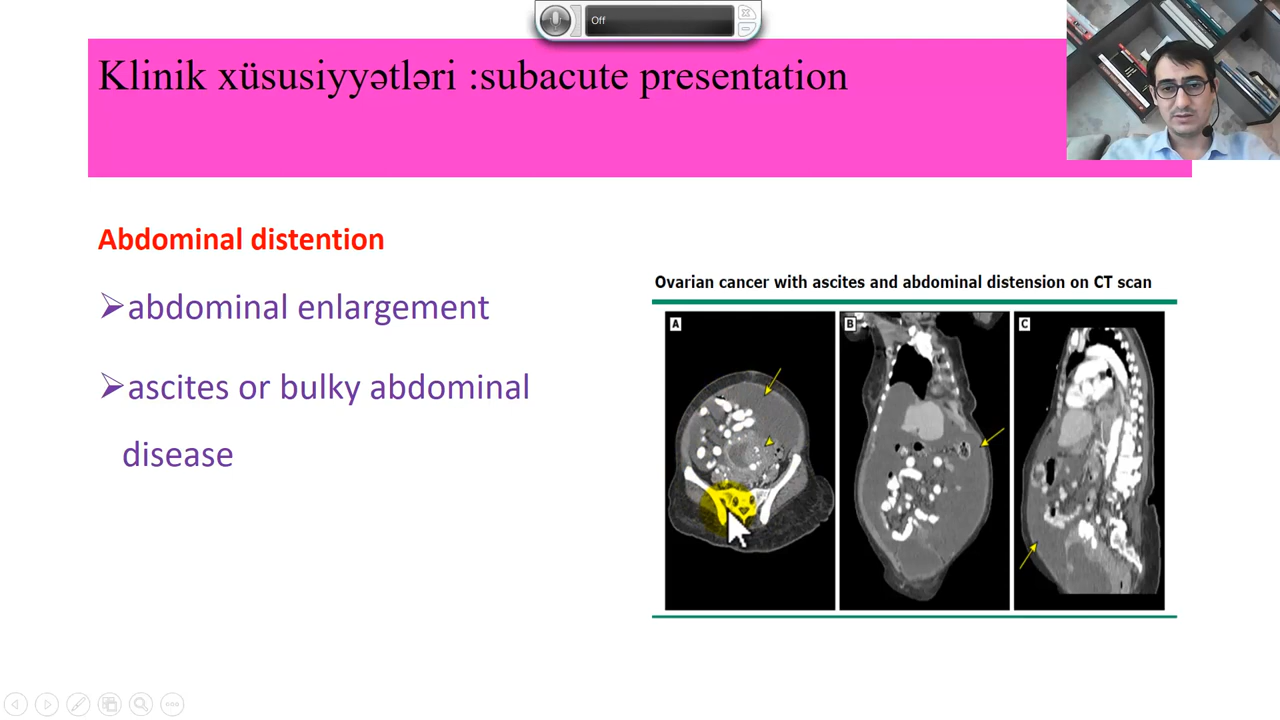 Off
Klinik xüsusiyyətləri :subacute presentation
Abdominal distention
abdominal enlargement
ascites or bulky abdominal
disease
Ovarian cancer with ascites and abdominal distension on CT scan
A
B
C